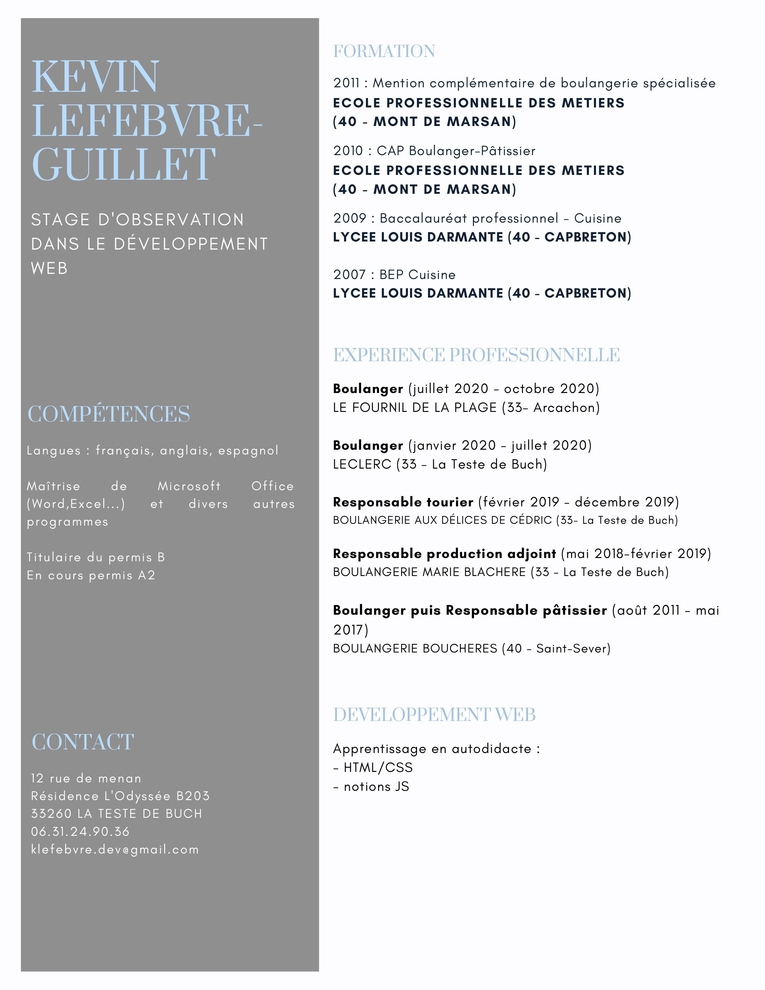 KEVIN
LEFEBVRE-
GUILLET
STAGE D'OBSERVATION
DANS LE DÉVELOPPEMENT
WEB
COMPÉTENCES
Langues : français, anglais, espagnol
Maîtrise de Microsoft Office
(Word,Excel...) et divers autres
programmes
Titulaire du permis B
En cours permis A2
CONTACT
12 rue de menan
Résidence L'Odyssée B203
33260 LA TESTE DE BUCH
06.31.24.90.36
klefebvre.dev@gmail.com
FORMATION
2011 : Mention complémentaire de boulangerie spécialisée
ECOLE PROFESSIONNELLE DES METIERS
(40 - MONT DE MARSAN)
2010 : CAP Boulanger-Pâtissier
ECOLE PROFESSIONNELLE DES METIERS
(40 - MONT DE MARSAN)
2009 : Baccalauréat professionnel - Cuisine
LYCEE LOUIS DARMANTE (40 - CAPBRETON)
2007 : BEP Cuisine
LYCEE LOUIS DARMANTE (40 - CAPBRETON)
EXPERIENCE PROFESSIONNELLE
Boulanger (juillet 2020 - octobre 2020)
LE FOURNIL DE LA PLAGE (33- Arcachon)
Boulanger (janvier 2020 - juillet 2020)
LECLERC (33 - La Teste de Buch)
Responsable tourier (février 2019 - décembre 2019)
BOULANGERIE AUX DÉLICES DE CÉDRIC (33- La Teste de Buch)
Responsable production adjoint (mai 2018-février 2019)
BOULANGERIE MARIE BLACHERE (33 - La Teste de Buch)
Boulanger puis Responsable pâtissier (août 2011 - mai
2017)
BOULANGERIE BOUCHERES (40 - Saint-Sever)
DEVELOPPEMENT WEB
Apprentissage en autodidacte :
- HTML/CSS
- notions JS